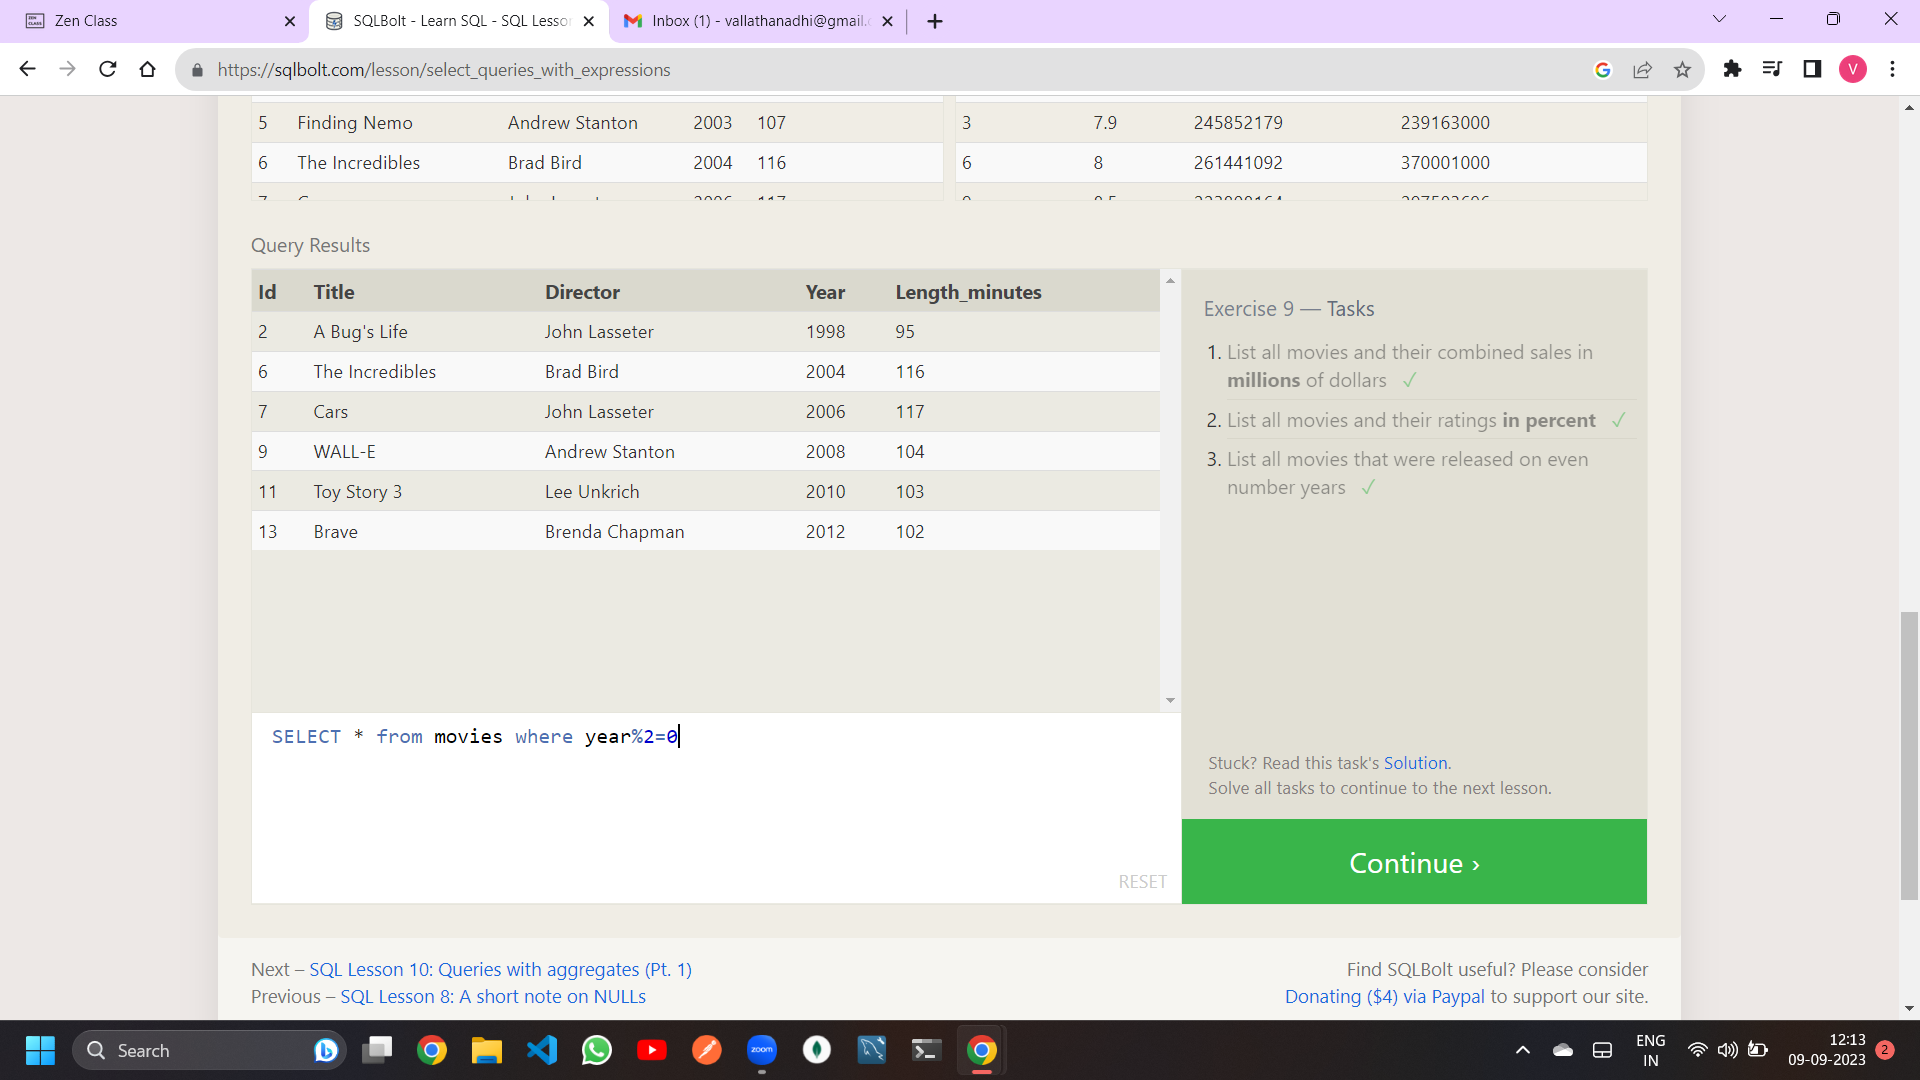 Zen Class
SQLBolt - Learn SQL - SQL Lesson
Inbox (1) - vallathanadhi@gmail.
https://sqlbolt.com/lesson/select_queries_with_expressions
V
5 Finding Nemo Andrew Stanton 2003 107
3 7.9 245852179 239163000
6 The Incredibles Brad Bird 2004 116
6 8 261441092 370001000
Query Results
Id Title Director Year Length_minutes
2 A Bug's Life John Lasseter 1998 95
6 The Incredibles Brad Bird 2004 116
7 Cars John Lasseter 2006 117
9 WALL-E Andrew Stanton 2008 104
11 Toy Story 3 Lee Unkrich 2010 103
13 Brave Brenda Chapman 2012 102
Exercise 9 — Tasks
1. List all movies and their combined sales in
millions of dollars ✓
2. List all movies and their ratings in percent ✓
3. List all movies that were released on even
number years ✓
SELECT * from movies where year%2=0
RESET
Stuck? Read this task's Solution.
Solve all tasks to continue to the next lesson.
Continue ›
Next – SQL Lesson 10: Queries with aggregates (Pt. 1)
Previous – SQL Lesson 8: A short note on NULLs
Find SQLBolt useful? Please consider
Donating ($4) via Paypal to support our site.
Search
zoom
ENG
IN
12:13
09-09-2023
2